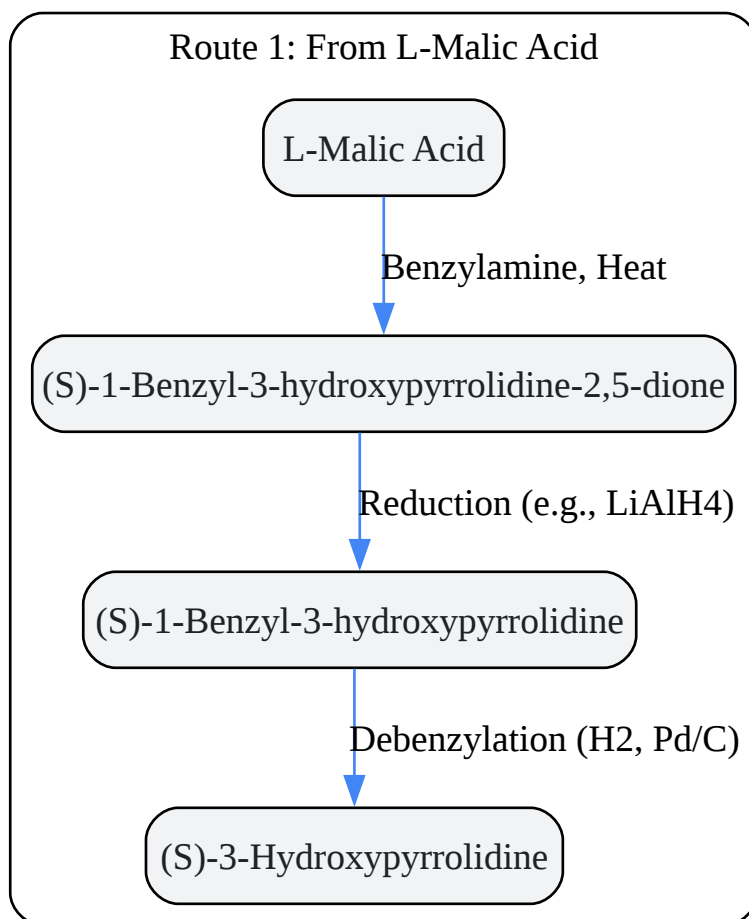 Route 1: From L-Malic Acid
L-Malic Acid
Benzylamine, Heat
(S)-1-Benzyl-3-hydroxypyrrolidine-2,5-dione
Reduction (e.g., LiAlH4)
(S)-1-Benzyl-3-hydroxypyrrolidine
Debenzylation (H2, Pd/C)
(S)-3-Hydroxypyrrolidine